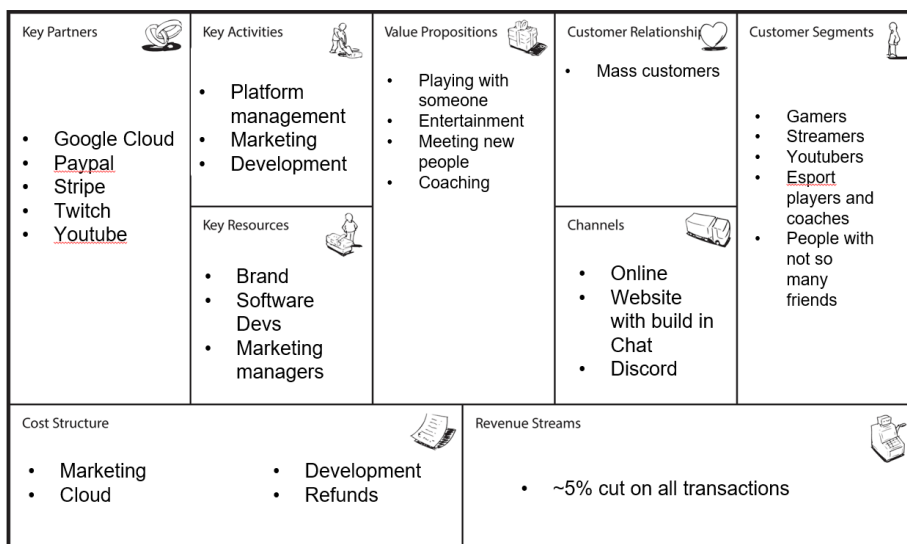 Key Partners
• Google Cloud
• Paypal
• Stripe
• Twitch
• Youtube
Key Activities
• Platform
management
• Marketing
• Development
Key Resources
• Brand
• Software
Devs
• Marketing
managers
Value Propositions
• Playing with
someone
• Entertainment
• Meeting new
people
• Coaching
Customer Relationship
• Mass customers
Channels
• Online
• Website
with build in
Chat
• Discord
Customer Segments
• Gamers
• Streamers
• Youtubers
• Esport
players and
coaches
• People with
not so
many
friends
Cost Structure
• Marketing
• Cloud
• Development
• Refunds
Revenue Streams
• ~5% cut on all transactions